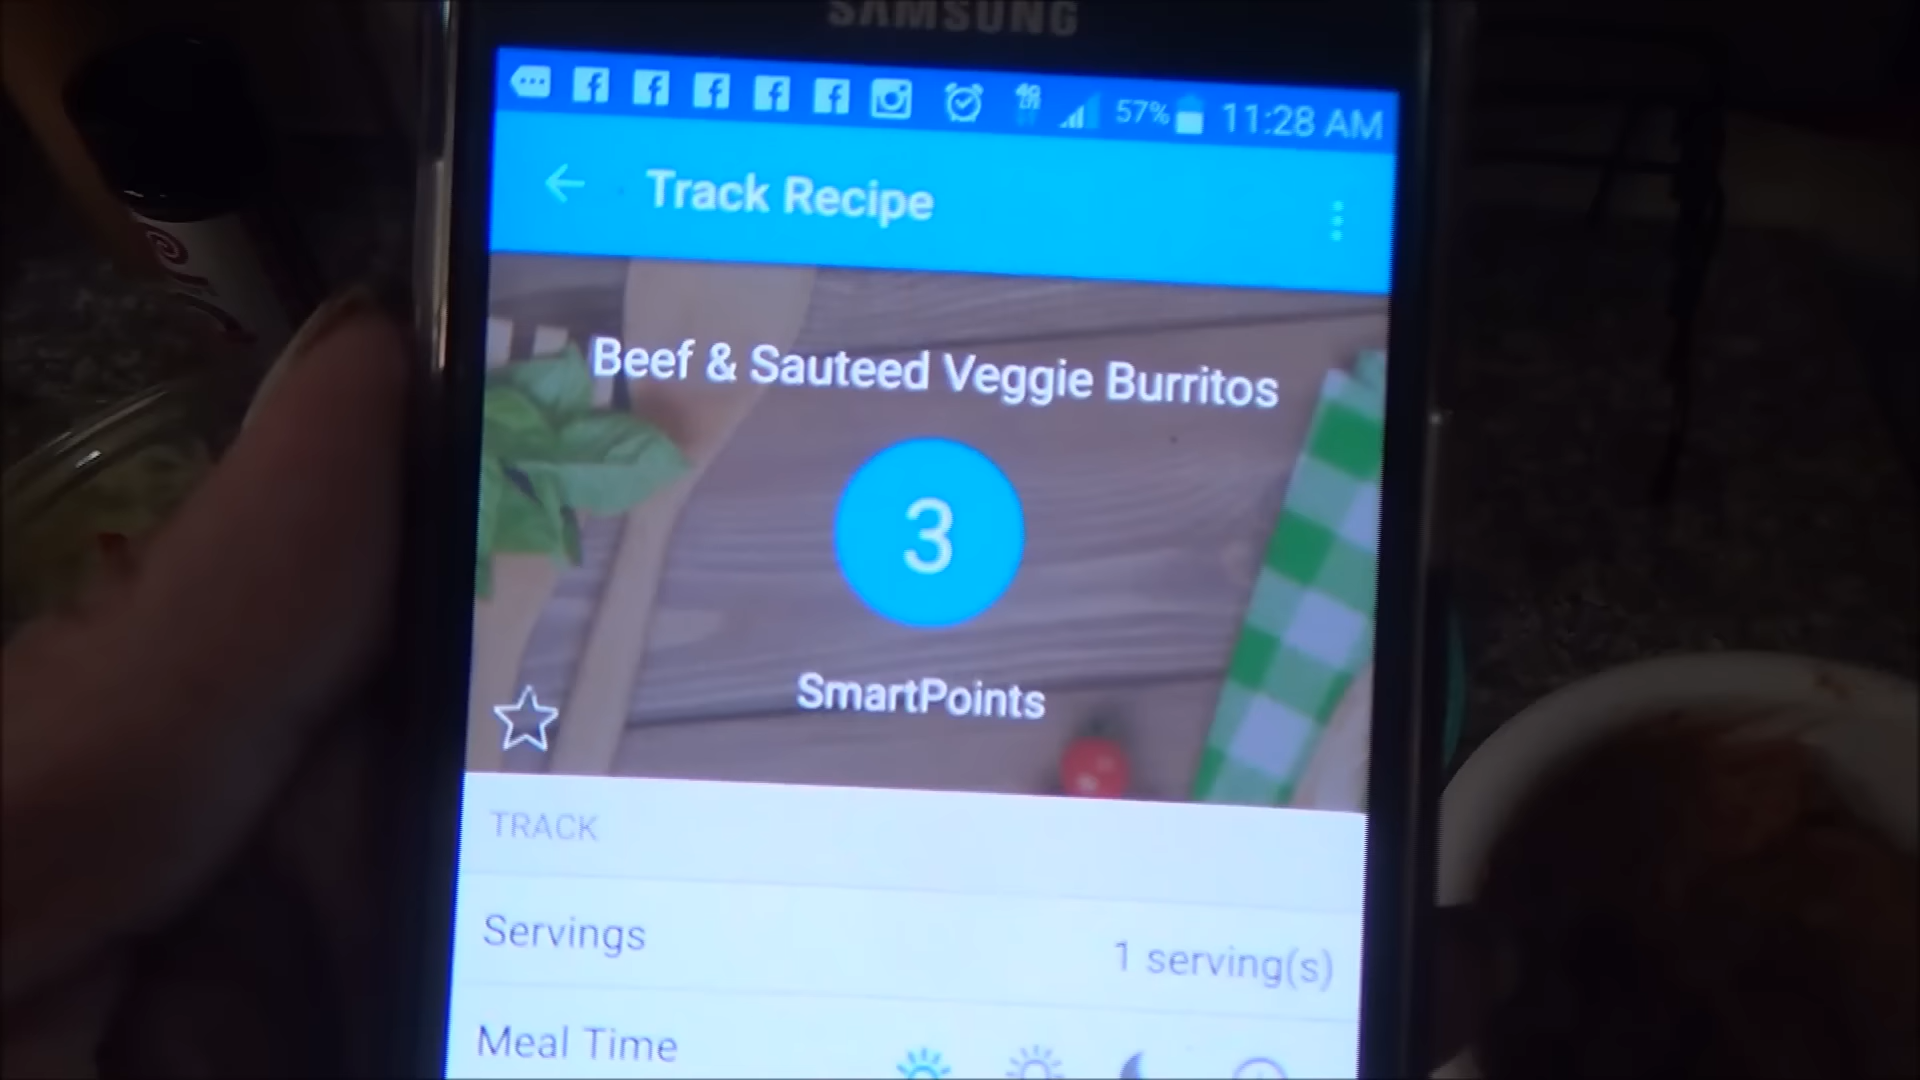 SAMSUNG
57% 11:28 AM
Track Recipe
Beef & Sauteed Veggie Burritos
3
SmartPoints
TRACK
Servings 1 serving(s)
Meal Time